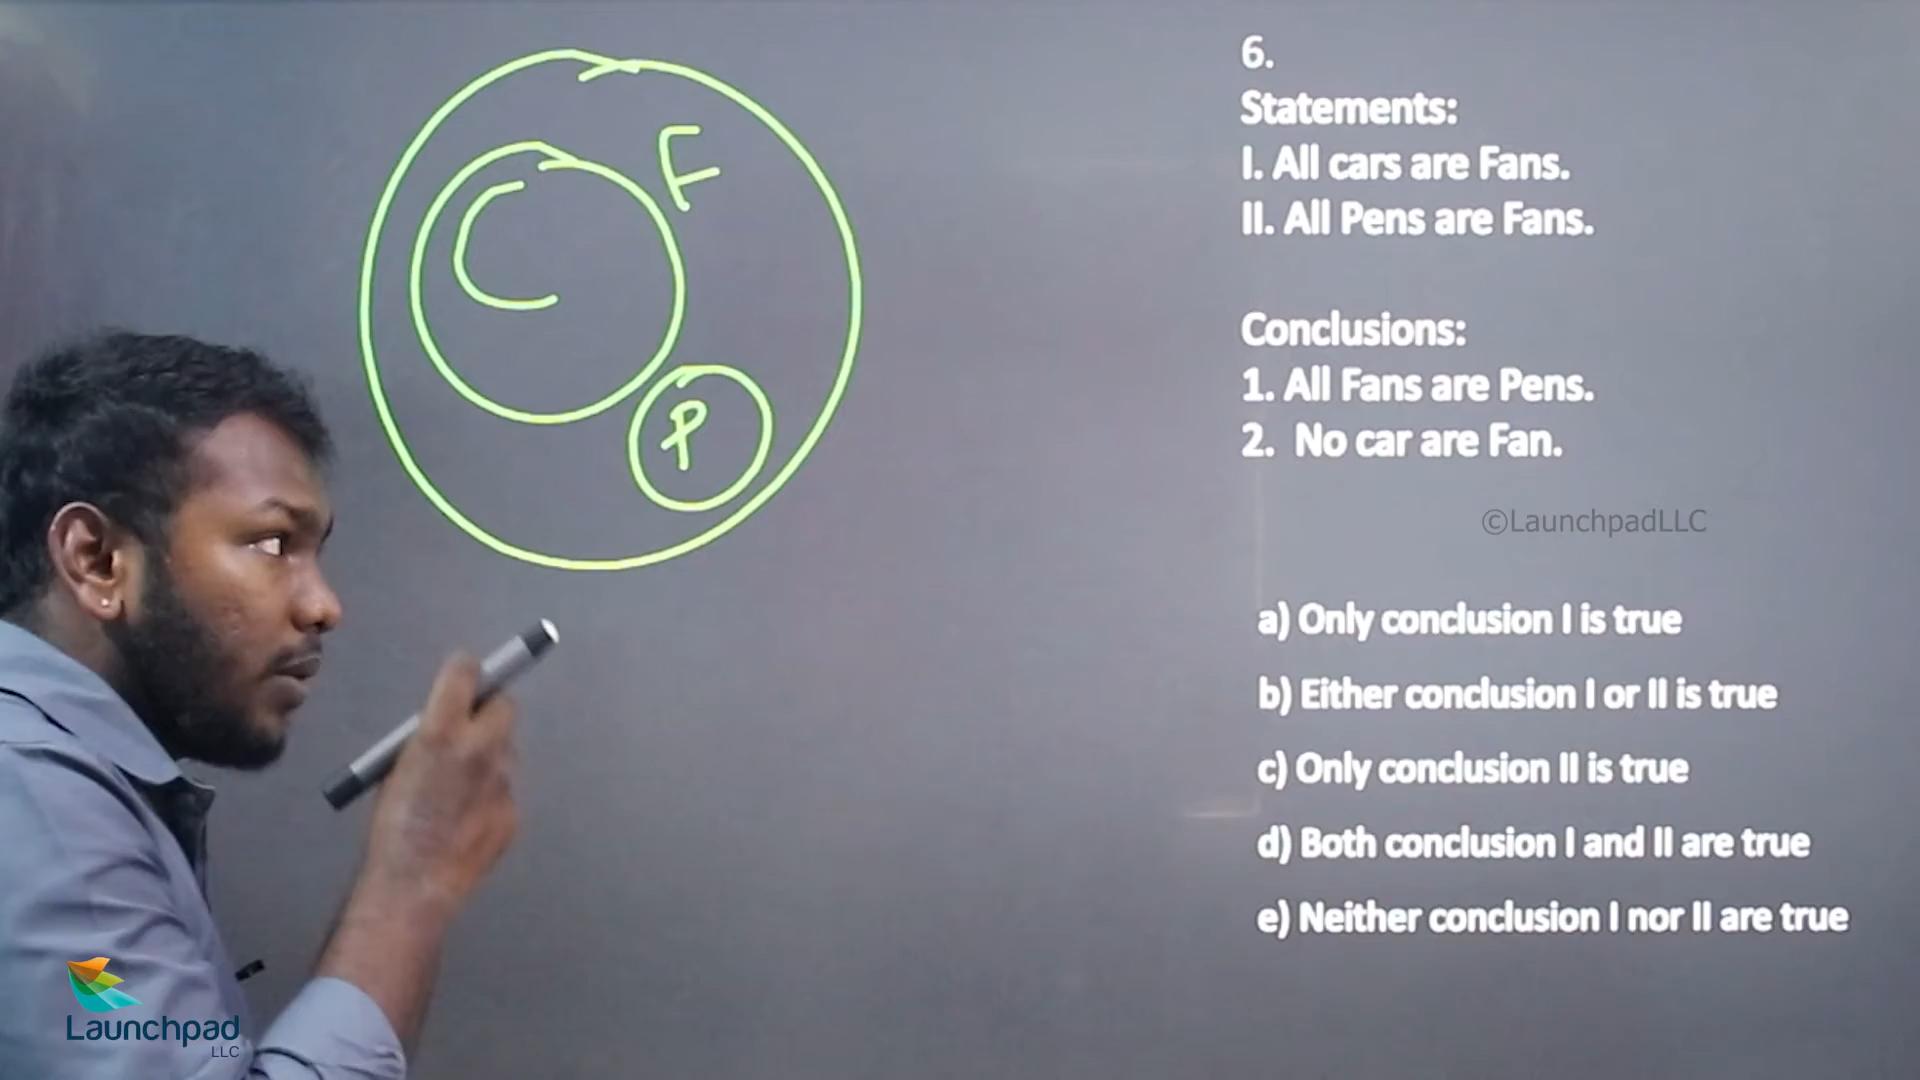 6.
Statements:
I. All cars are Fans.
II. All Pens are Fans.
Conclusions:
1. All Fans are Pens.
2. No car are Fan.
©LaunchpadLLC
a) Only conclusion I is true
b) Either conclusion I or II is true
c) Only conclusion II is true
d) Both conclusion I and II are true
e) Neither conclusion I nor II are true
F
C
P
Launchpad
LLC